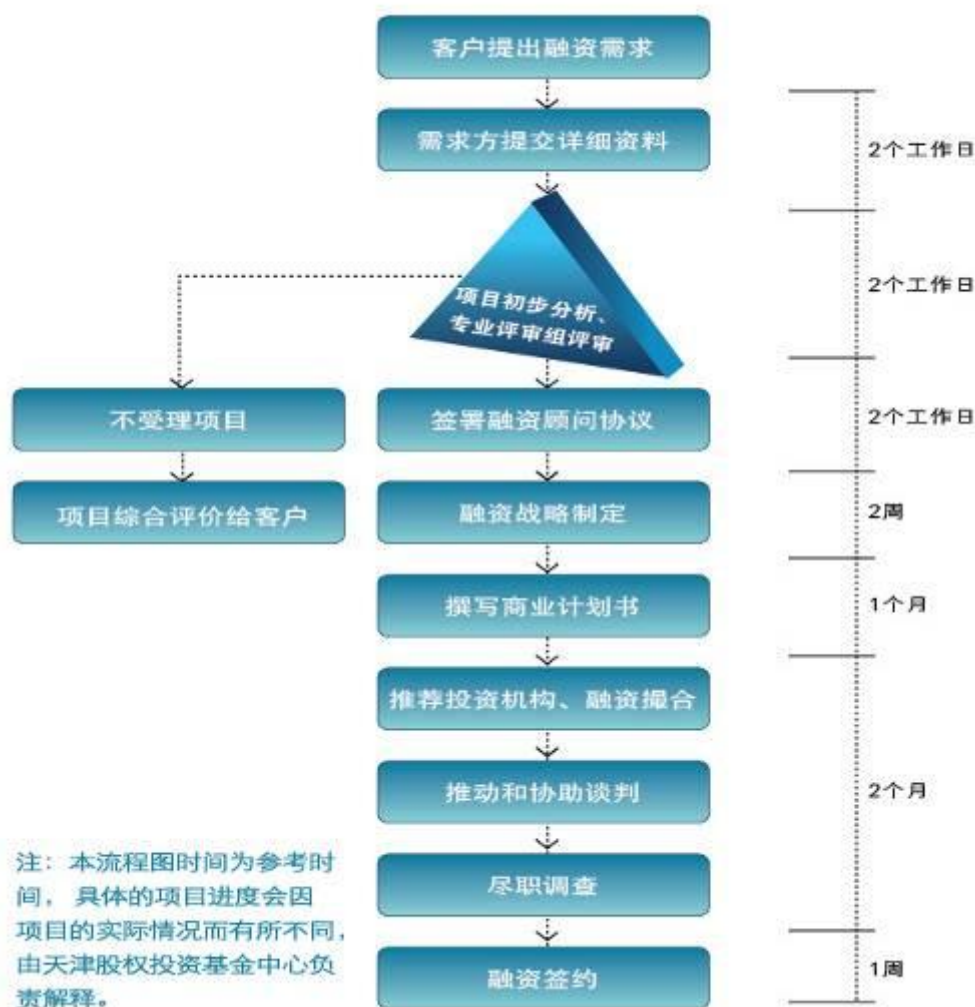 客户提出融资需求
需求方提交详细资料
2个工作日
项目初步分析、
专业评审组评审
2个工作日
不受理项目
签署融资顾问协议
2个工作日
项目综合评价给客户
融资战略制定
2周
撰写商业计划书
1个月
推荐投资机构、融资撮合
推动和协助谈判
2个月
尽职调查
融资签约
1周
注：本流程图时间为参考时
间， 具体的项目进度会因
项目的实际情况而有所不同，
由天津股权投资基金中心负
责解释。